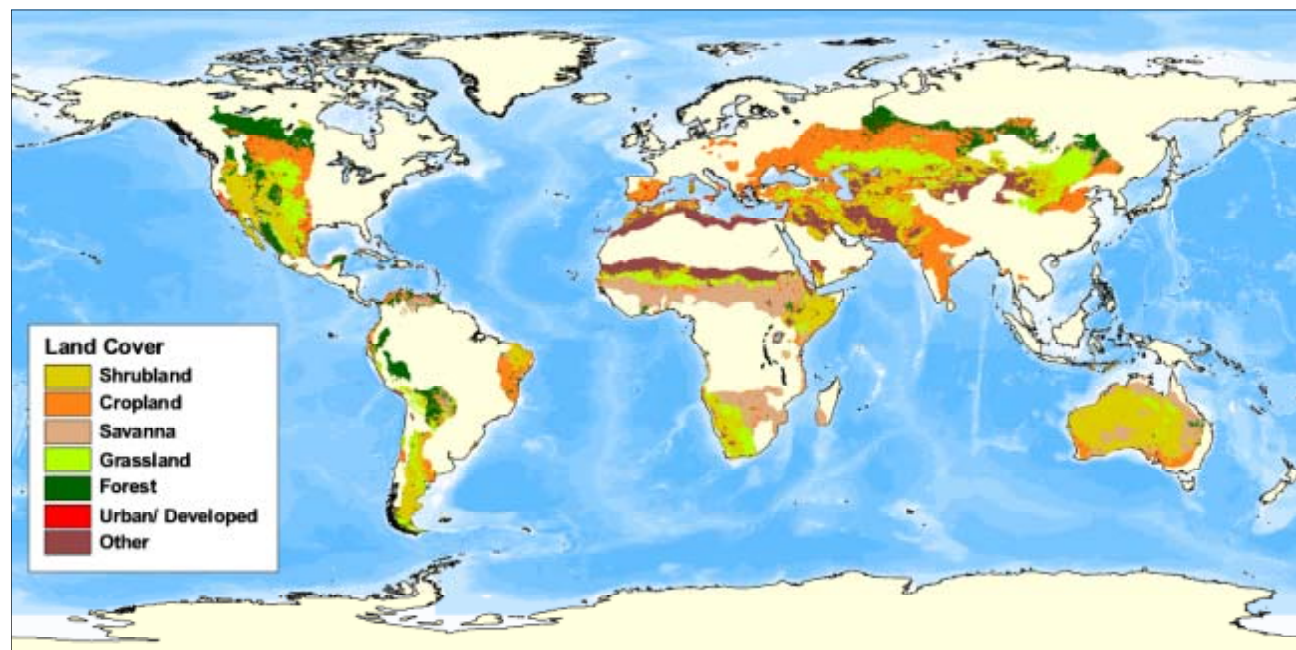 Land Cover
Shrubland
Cropland
Savanna
Grassland
Forest
Urban/ Developed
Other